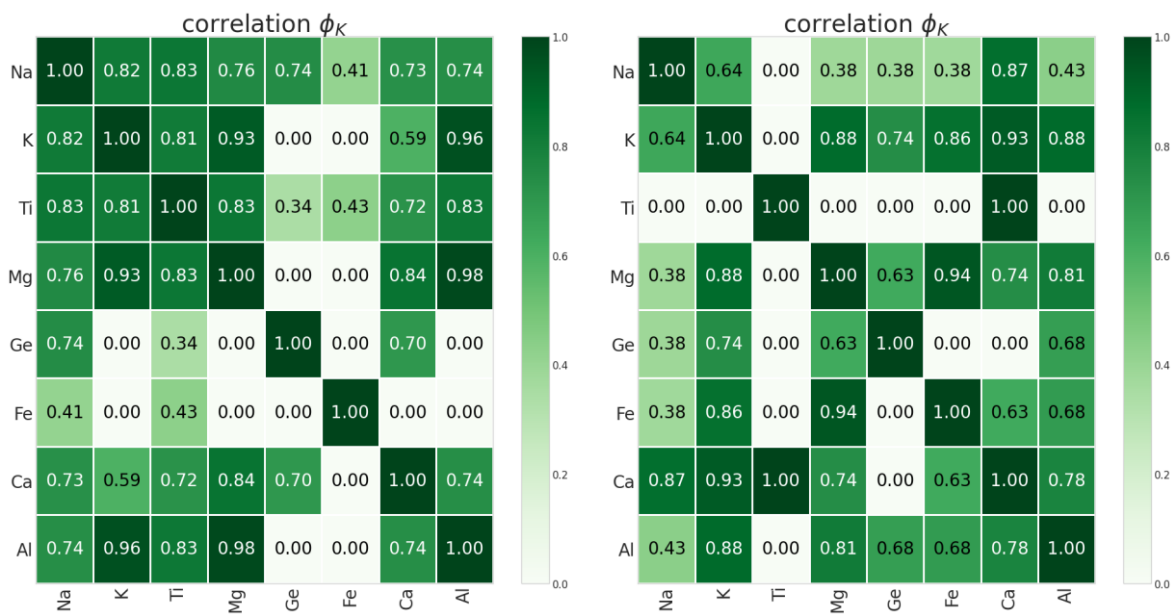 correlation ϕK
1.0
0.8
0.6
0.4
0.2
0.0
Na 1.00 0.82 0.83 0.76 0.74 0.41 0.73 0.74
K 0.82 1.00 0.81 0.93 0.00 0.00 0.59 0.96
Ti 0.83 0.81 1.00 0.83 0.34 0.43 0.72 0.83
Mg 0.76 0.93 0.83 1.00 0.00 0.00 0.84 0.98
Ge 0.74 0.00 0.34 0.00 1.00 0.00 0.70 0.00
Fe 0.41 0.00 0.43 0.00 0.00 1.00 0.00 0.00
Ca 0.73 0.59 0.72 0.84 0.70 0.00 1.00 0.74
Al 0.74 0.96 0.83 0.98 0.00 0.00 0.74 1.00
Na K Ti Mg Ge Fe Ca Al
correlation ϕK
1.0
0.8
0.6
0.4
0.2
0.0
Na 1.00 0.64 0.00 0.38 0.38 0.38 0.87 0.43
K 0.64 1.00 0.00 0.88 0.74 0.86 0.93 0.88
Ti 0.00 0.00 1.00 0.00 0.00 0.00 1.00 0.00
Mg 0.38 0.88 0.00 1.00 0.63 0.94 0.74 0.81
Ge 0.38 0.74 0.00 0.63 1.00 0.00 0.00 0.68
Fe 0.38 0.86 0.00 0.94 0.00 1.00 0.63 0.68
Ca 0.87 0.93 1.00 0.74 0.00 0.63 1.00 0.78
Al 0.43 0.88 0.00 0.81 0.68 0.68 0.78 1.00
Na K Ti Mg Ge Fe Ca Al